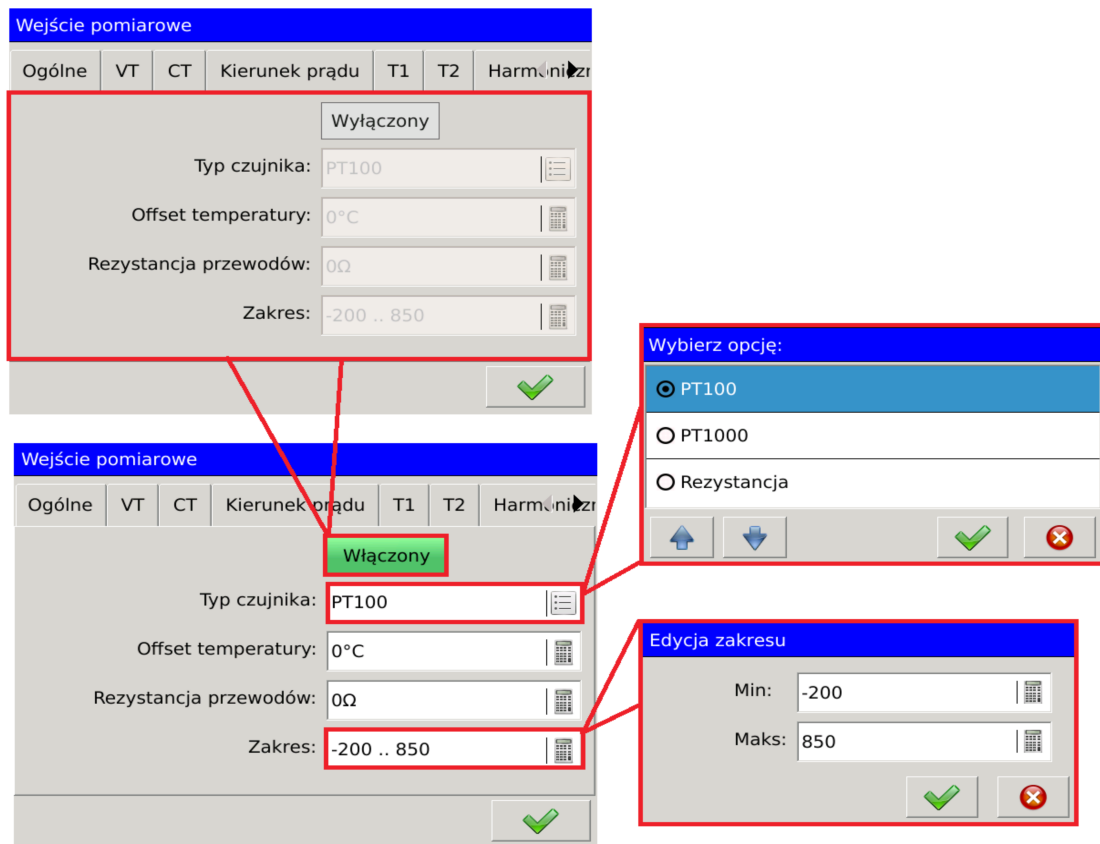 Wejście pomiarowe
Ogólne VT CT Kierunek prądu T1 T2
Wyłączony
Typ czujnika: PT100
Offset temperatury: 0°C
Rezystancja przewodów: 0Ω
Zakres: -200 .. 850
Wejście pomiarowe
Ogólne VT CT Kierunek prądu T1 T2
Włączony
Typ czujnika: PT100
Offset temperatury: 0°C
Rezystancja przewodów: 0Ω
Zakres: -200 .. 850
Wybierz opcję:
PT100
PT1000
Rezystancja
Edycja zakresu
Min: -200
Maks: 850